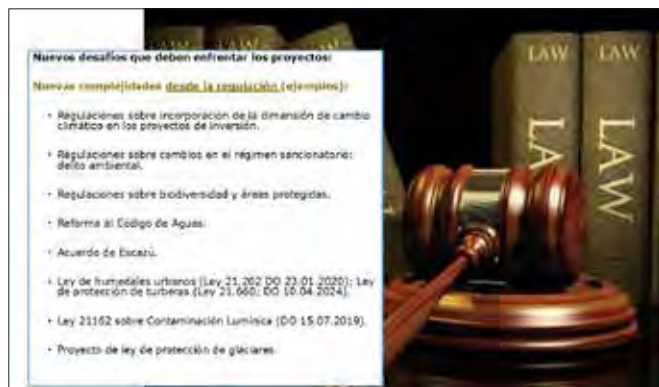 Nuevos desafíos que deben enfrentar los proyectos:
Nuevas complejidades desde la regulación (ejemplos):
• Regulaciones sobre incorporación de la dimensión de cambio
climático en los proyectos de inversión.
• Regulaciones sobre cambios en el régimen sancionatorio:
delito ambiental.
• Regulaciones sobre biodiversidad y áreas protegidas.
• Reforma al Código de Aguas.
• Acuerdo de Escazú.
• Ley de humedales urbanos (Ley 21.202 DO 23.01.2020); Ley
de protección de turberas (Ley 21.660; DO 10.04.2024).
• Ley 21162 sobre Contaminación Lumínica (DO 15.07.2019).
• Proyecto de ley de protección de glaciares
LAW
LAW
LAW
LAW